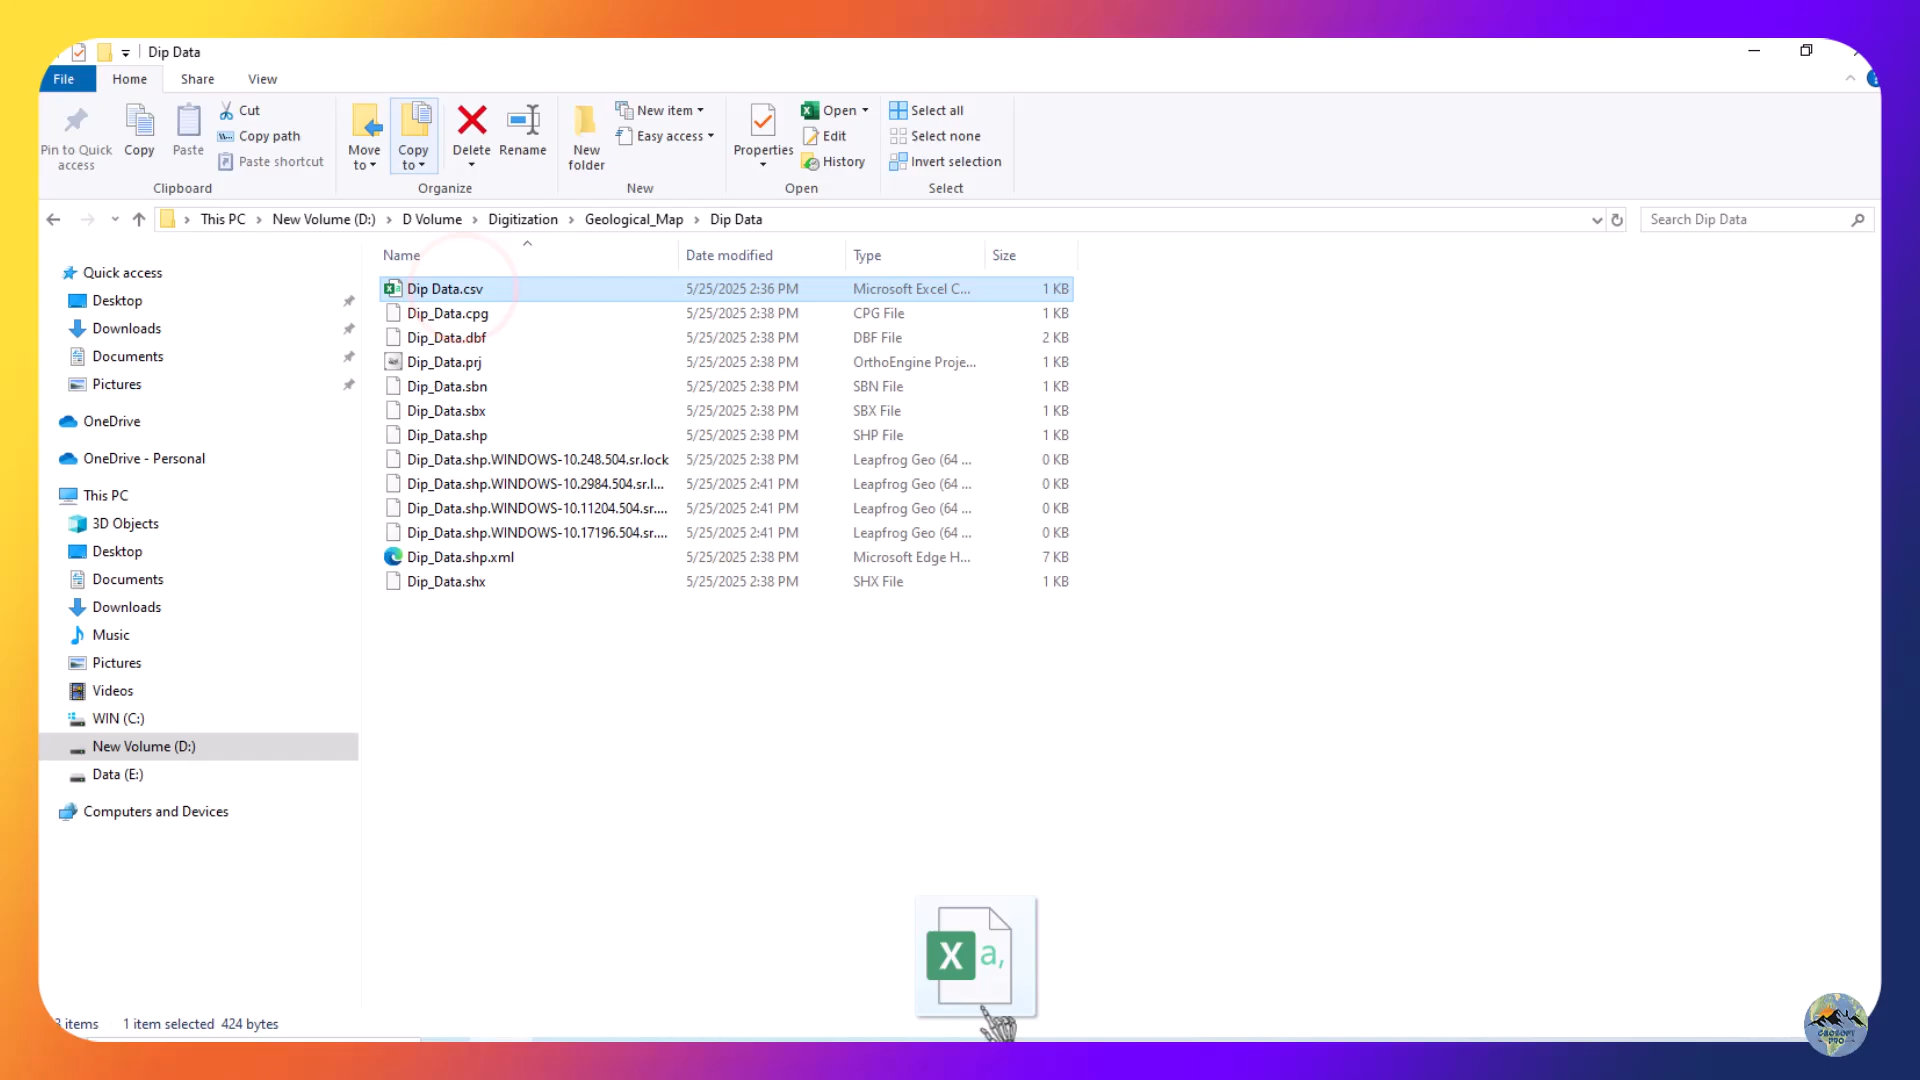 Dip Data
File Home Share View
Pin to Quick access
Copy
Paste
Cut
Copy path
Paste shortcut
Clipboard
Move to
Copy to
Delete
Rename
Organize
New folder
New item
Easy access
New
Properties
Open
Edit
History
Open
Select all
Select none
Invert selection
Select
This PC > New Volume (D:) > D Volume > Digitization > Geological_Map > Dip Data
Search Dip Data
Quick access
Desktop
Downloads
Documents
Pictures
OneDrive
OneDrive - Personal
This PC
3D Objects
Desktop
Documents
Downloads
Music
Pictures
Videos
WIN (C:)
New Volume (D:)
Data (E:)
Computers and Devices
Name Date modified Type Size
Dip Data.csv 5/25/2025 2:36 PM Microsoft Excel C... 1 KB
Dip_Data.cpg 5/25/2025 2:38 PM CPG File 1 KB
Dip_Data.dbf 5/25/2025 2:38 PM DBF File 2 KB
Dip_Data.prj 5/25/2025 2:38 PM OrthoEngine Proje... 1 KB
Dip_Data.sbn 5/25/2025 2:38 PM SBN File 1 KB
Dip_Data.sbx 5/25/2025 2:38 PM SBX File 1 KB
Dip_Data.shp 5/25/2025 2:38 PM SHP File 1 KB
Dip_Data.shp.WINDOWS-10.248.504.sr.lock 5/25/2025 2:38 PM Leapfrog Geo (64 ... 0 KB
Dip_Data.shp.WINDOWS-10.2984.504.sr.l... 5/25/2025 2:41 PM Leapfrog Geo (64 ... 0 KB
Dip_Data.shp.WINDOWS-10.11204.504.sr.... 5/25/2025 2:41 PM Leapfrog Geo (64 ... 0 KB
Dip_Data.shp.WINDOWS-10.17196.504.sr.... 5/25/2025 2:41 PM Leapfrog Geo (64 ... 0 KB
Dip_Data.shp.xml 5/25/2025 2:38 PM Microsoft Edge H... 7 KB
Dip_Data.shx 5/25/2025 2:38 PM SHX File 1 KB
X a,
items 1 item selected 424 bytes
PRO